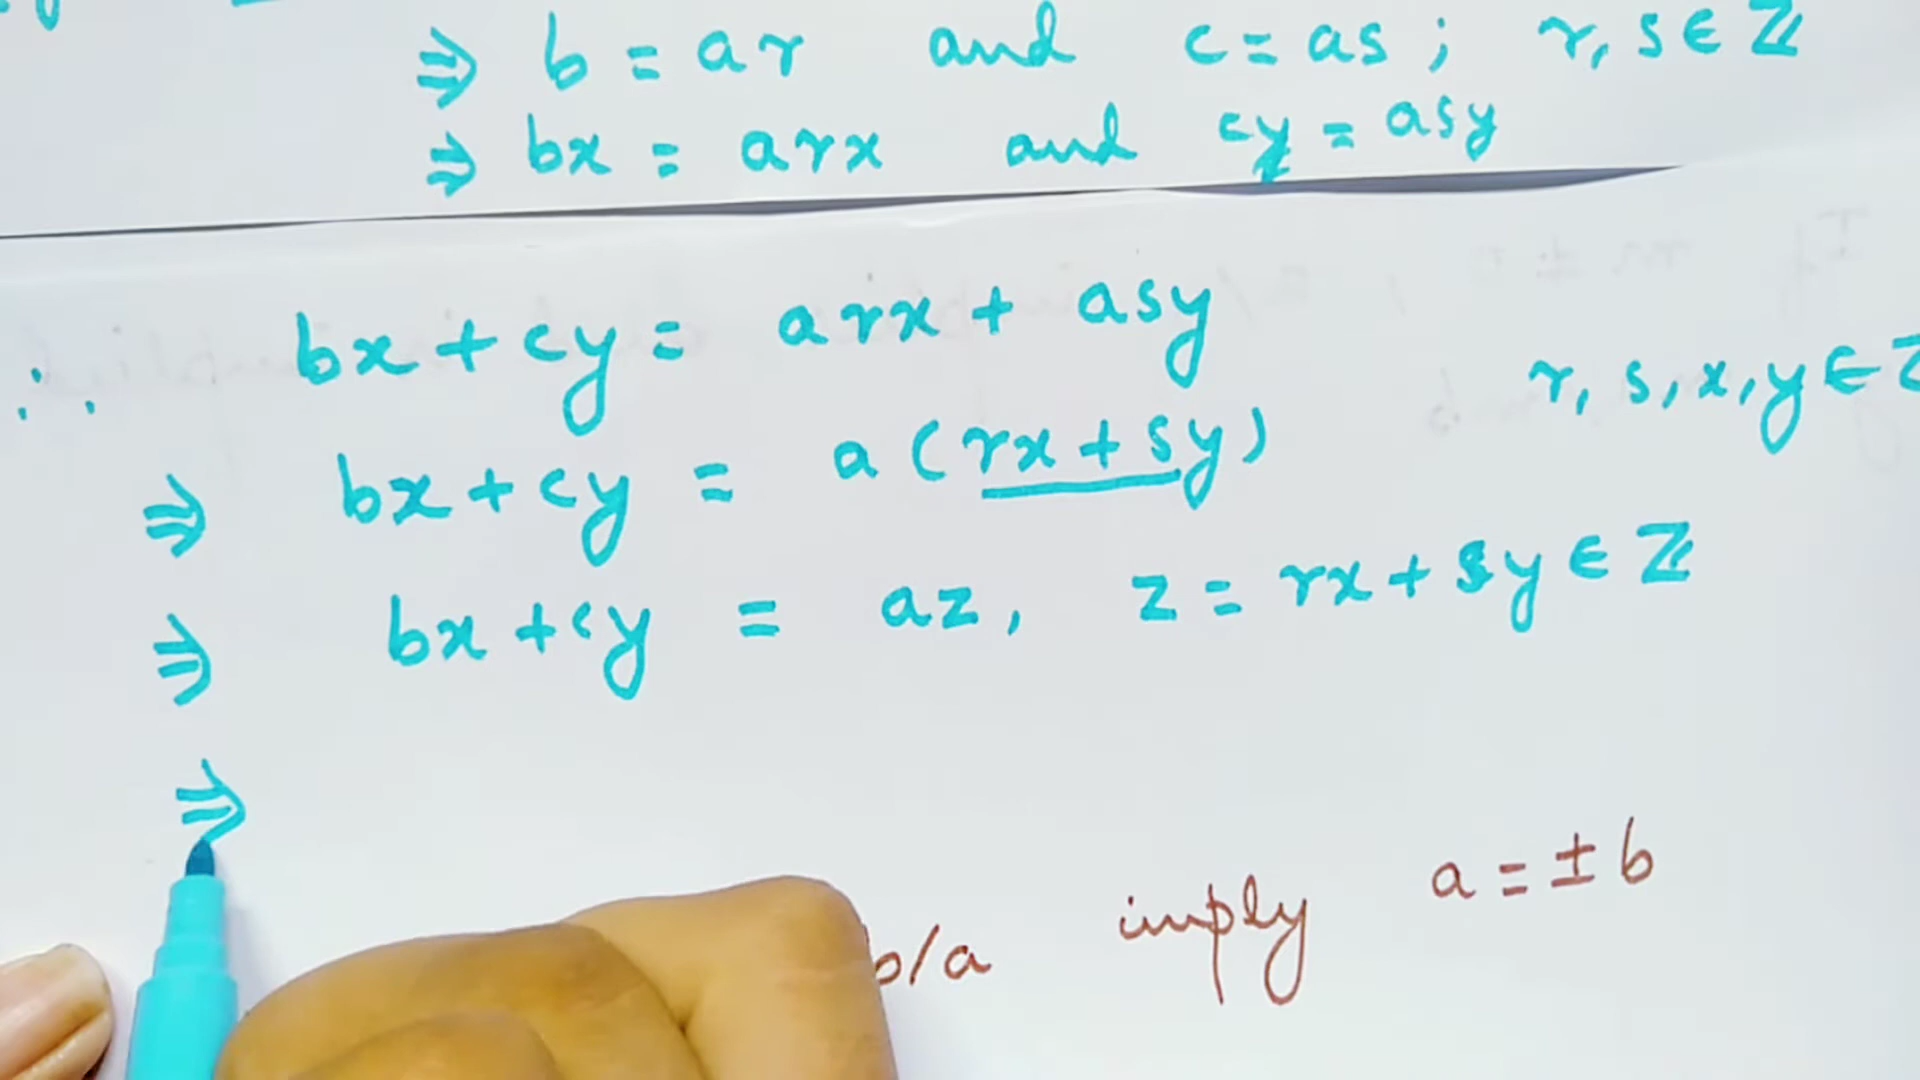 ⇒ b = ar and c = as ; r, s ∈ ℤ
⇒ bx = arx and cy = asy
∴ bx + cy = arx + asy
r, s, x, y ∈ ℤ
⇒ bx + cy = a (rx + sy)
⇒ bx + cy = az, z = rx + sy ∈ ℤ
⇒
b/a imply a = ± b